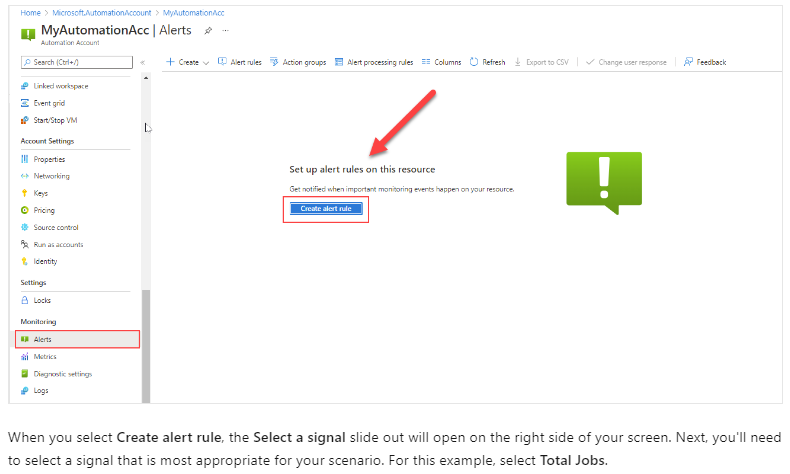 Home > Microsoft.AutomationAccount > MyAutomationAcc
MyAutomationAcc | Alerts
Automation Account
Search (Ctrl+/)
Create
Alert rules
Action groups
Alert processing rules
Columns
Refresh
Export to CSV
Change user response
Feedback
Linked workspace
Event grid
Start/Stop VM
Account Settings
Properties
Networking
Keys
Pricing
Source control
Run as accounts
Identity
Settings
Locks
Monitoring
Alerts
Metrics
Diagnostic settings
Logs
Set up alert rules on this resource
Get notified when important monitoring events happen on your resource.
Create alert rule
When you select Create alert rule, the Select a signal slide out will open on the right side of your screen. Next, you'll need
to select a signal that is most appropriate for your scenario. For this example, select Total Jobs.